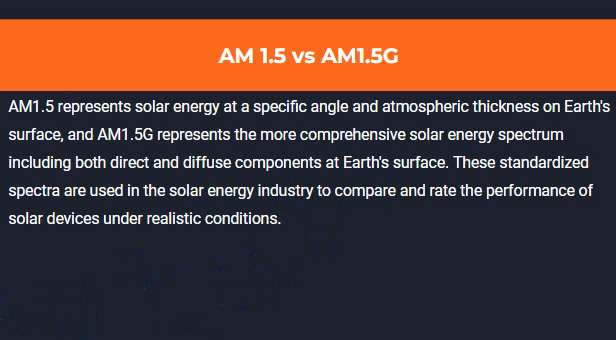 AM 1.5 vs AM1.5G
AM1.5 represents solar energy at a specific angle and atmospheric thickness on Earth's
surface, and AM1.5G represents the more comprehensive solar energy spectrum
including both direct and diffuse components at Earth's surface. These standardized
spectra are used in the solar energy industry to compare and rate the performance of
solar devices under realistic conditions.